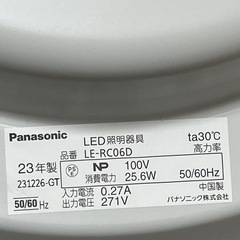 Panasonic LED照明器具 ta30℃
品番 LE-RC06D 高力率
23年製 PS E NP 100V
231226-GT 消費電力 25.6W 50/60Hz
入力電流 0.27A 中国製
50/60 Hz 出力電圧 271V パナソニック株式会社